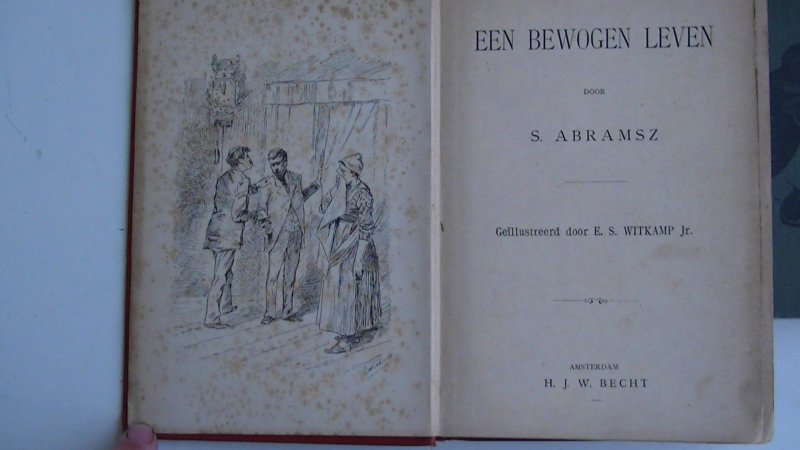 EEN BEWOGEN LEVEN
DOOR
S. ABRAMSZ
Geïllustreerd door E. S. WITKAMP Jr.
AMSTERDAM
H. J. W. BECHT